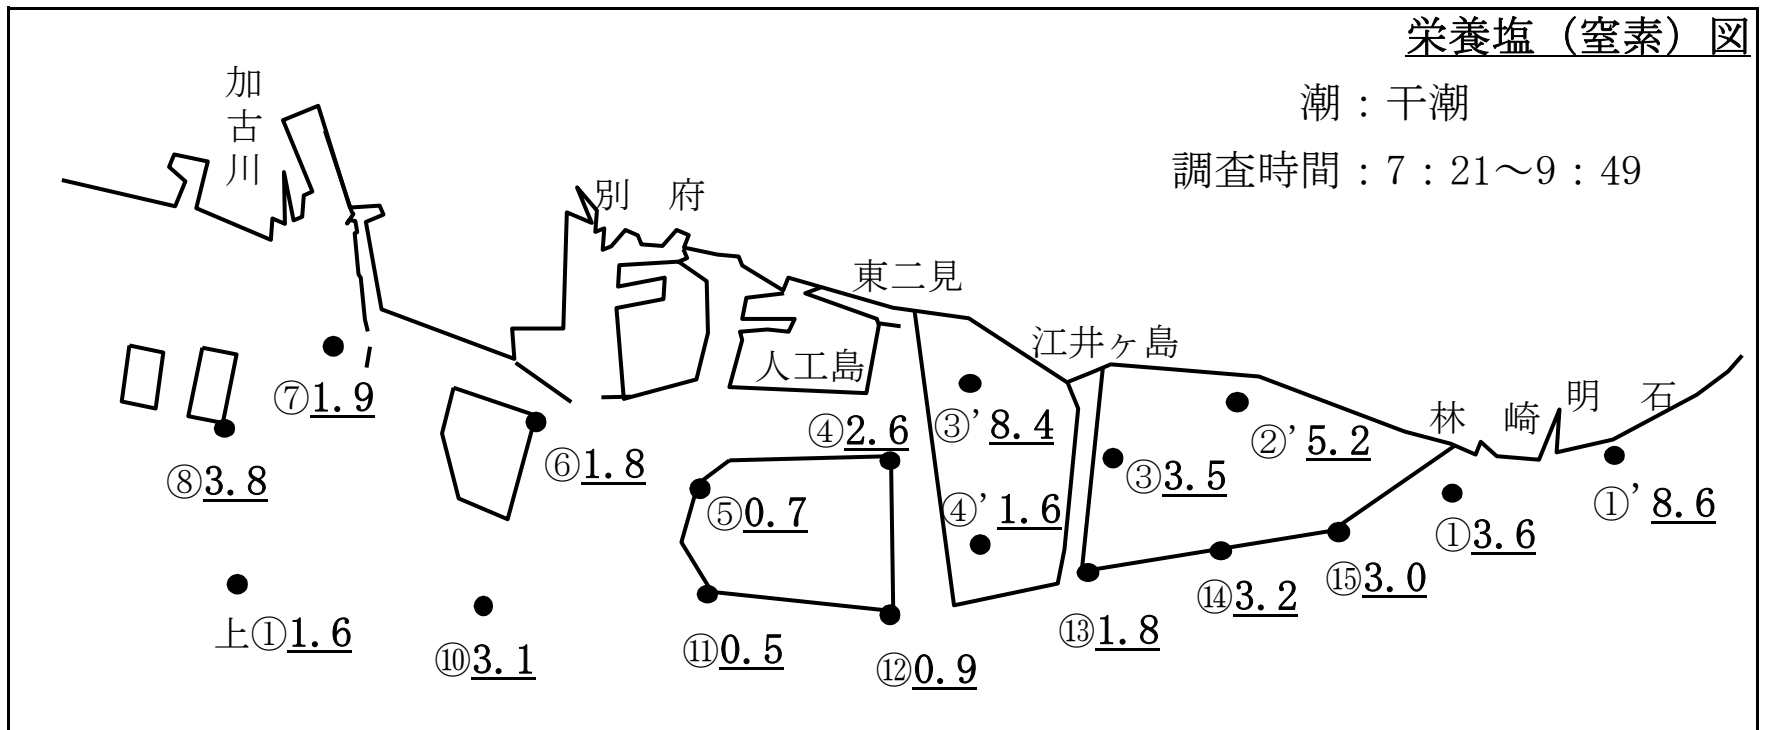 栄養塩（窒素）図
潮：干潮
調査時間：7：21～9：49
加古川
別　府
東二見
江井ヶ島
人工島
林　崎
明　石
⑦1.9
③’8.4
④2.6
②’5.2
⑥1.8
③3.5
⑧3.8
⑤0.7
④’1.6
①’8.6
①3.6
⑮3.0
⑭3.2
上①1.6
⑬1.8
⑩3.1
⑪0.5
⑫0.9